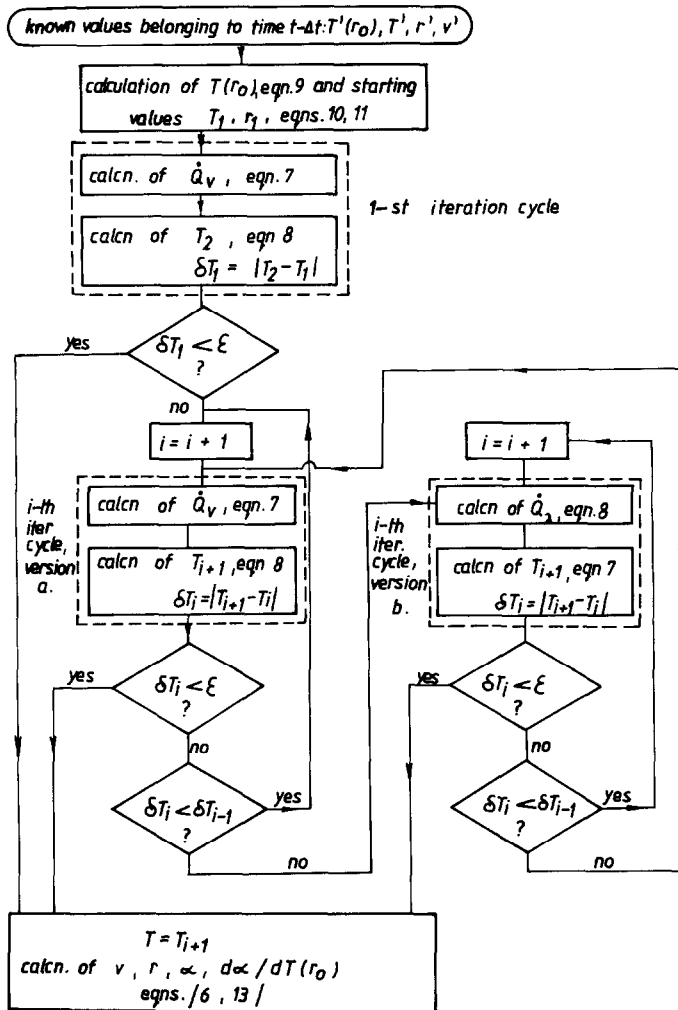 known values belonging to time t-Δt: T'(r₀), T', r', v'
calculation of T(r₀), eqn.9 and starting
values T₁, r₁, eqns. 10, 11
calcn. of Q̇ᵥ, eqn. 7
calcn of T₂, eqn 8
δT₁ = |T₂-T₁|
1-st iteration cycle
δT₁ < ε
?
yes
no
i = i + 1
i-th
iter
cycle,
version
a.
calcn of Q̇ᵥ, eqn.7
calcn of Tᵢ₊₁, eqn 8
δTᵢ=|Tᵢ₊₁-Tᵢ|
δTᵢ < ε
?
yes
no
δTᵢ < δTᵢ₋₁
?
yes
no
i = i + 1
i-th
iter.
cycle,
version
b.
calcn of Q̇_λ, eqn.8
calcn of Tᵢ₊₁, eqn 7
δTᵢ=|Tᵢ₊₁-Tᵢ|
δTᵢ < ε
?
yes
no
δTᵢ ≤ δTᵢ₋₁
?
yes
no
T = Tᵢ₊₁
calcn. of v, r, α, dα/dT(r₀)
eqns. /6, 13/